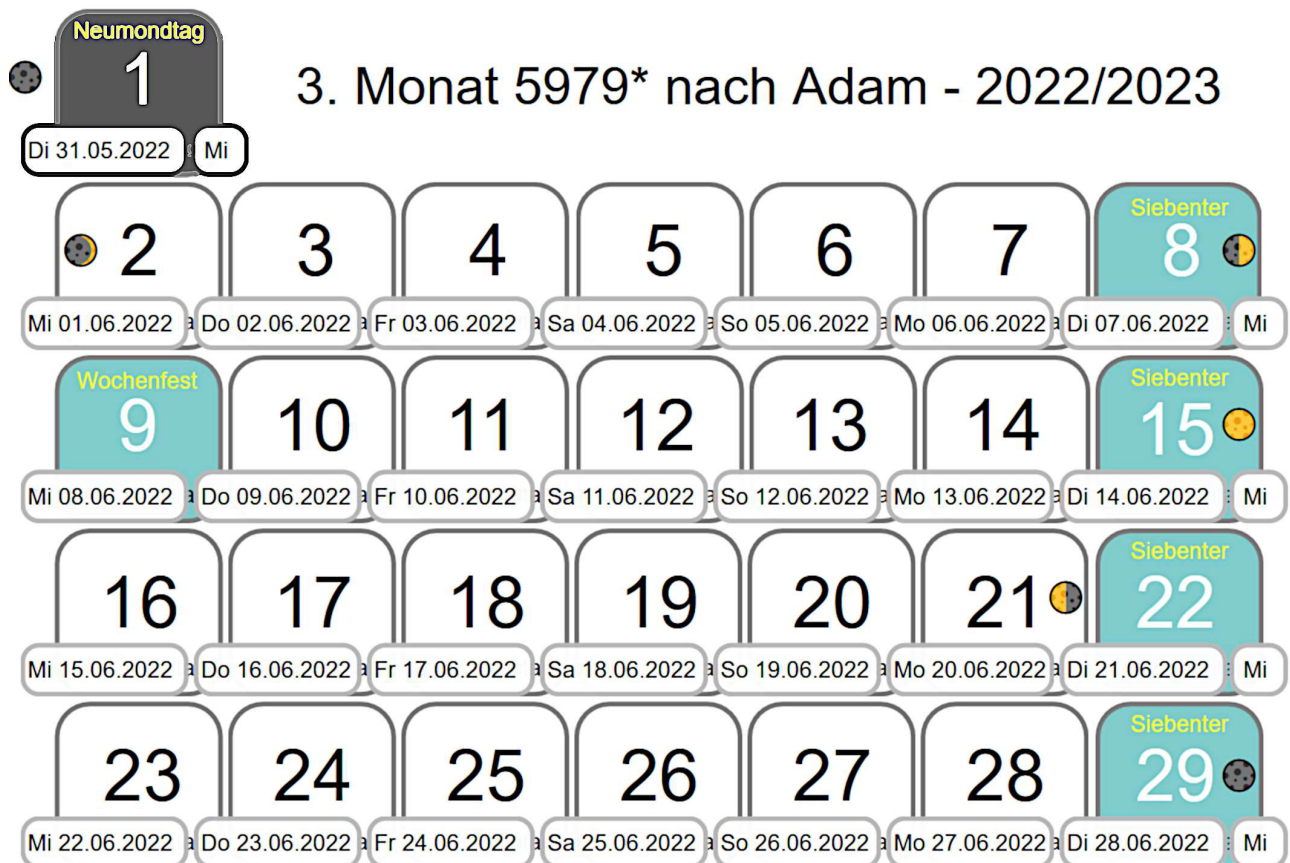 Neumondtag
1
3. Monat 5979* nach Adam - 2022/2023
Di 31.05.2022 Mi
Siebenter
2 3 4 5 6 7 8
Mi 01.06.2022 Do 02.06.2022 Fr 03.06.2022 Sa 04.06.2022 So 05.06.2022 Mo 06.06.2022 Di 07.06.2022 Mi
Wochenfest Siebenter
9 10 11 12 13 14 15
Mi 08.06.2022 Do 09.06.2022 Fr 10.06.2022 Sa 11.06.2022 So 12.06.2022 Mo 13.06.2022 Di 14.06.2022 Mi
Siebenter
16 17 18 19 20 21 22
Mi 15.06.2022 Do 16.06.2022 Fr 17.06.2022 Sa 18.06.2022 So 19.06.2022 Mo 20.06.2022 Di 21.06.2022 Mi
Siebenter
23 24 25 26 27 28 29
Mi 22.06.2022 Do 23.06.2022 Fr 24.06.2022 Sa 25.06.2022 So 26.06.2022 Mo 27.06.2022 Di 28.06.2022 Mi